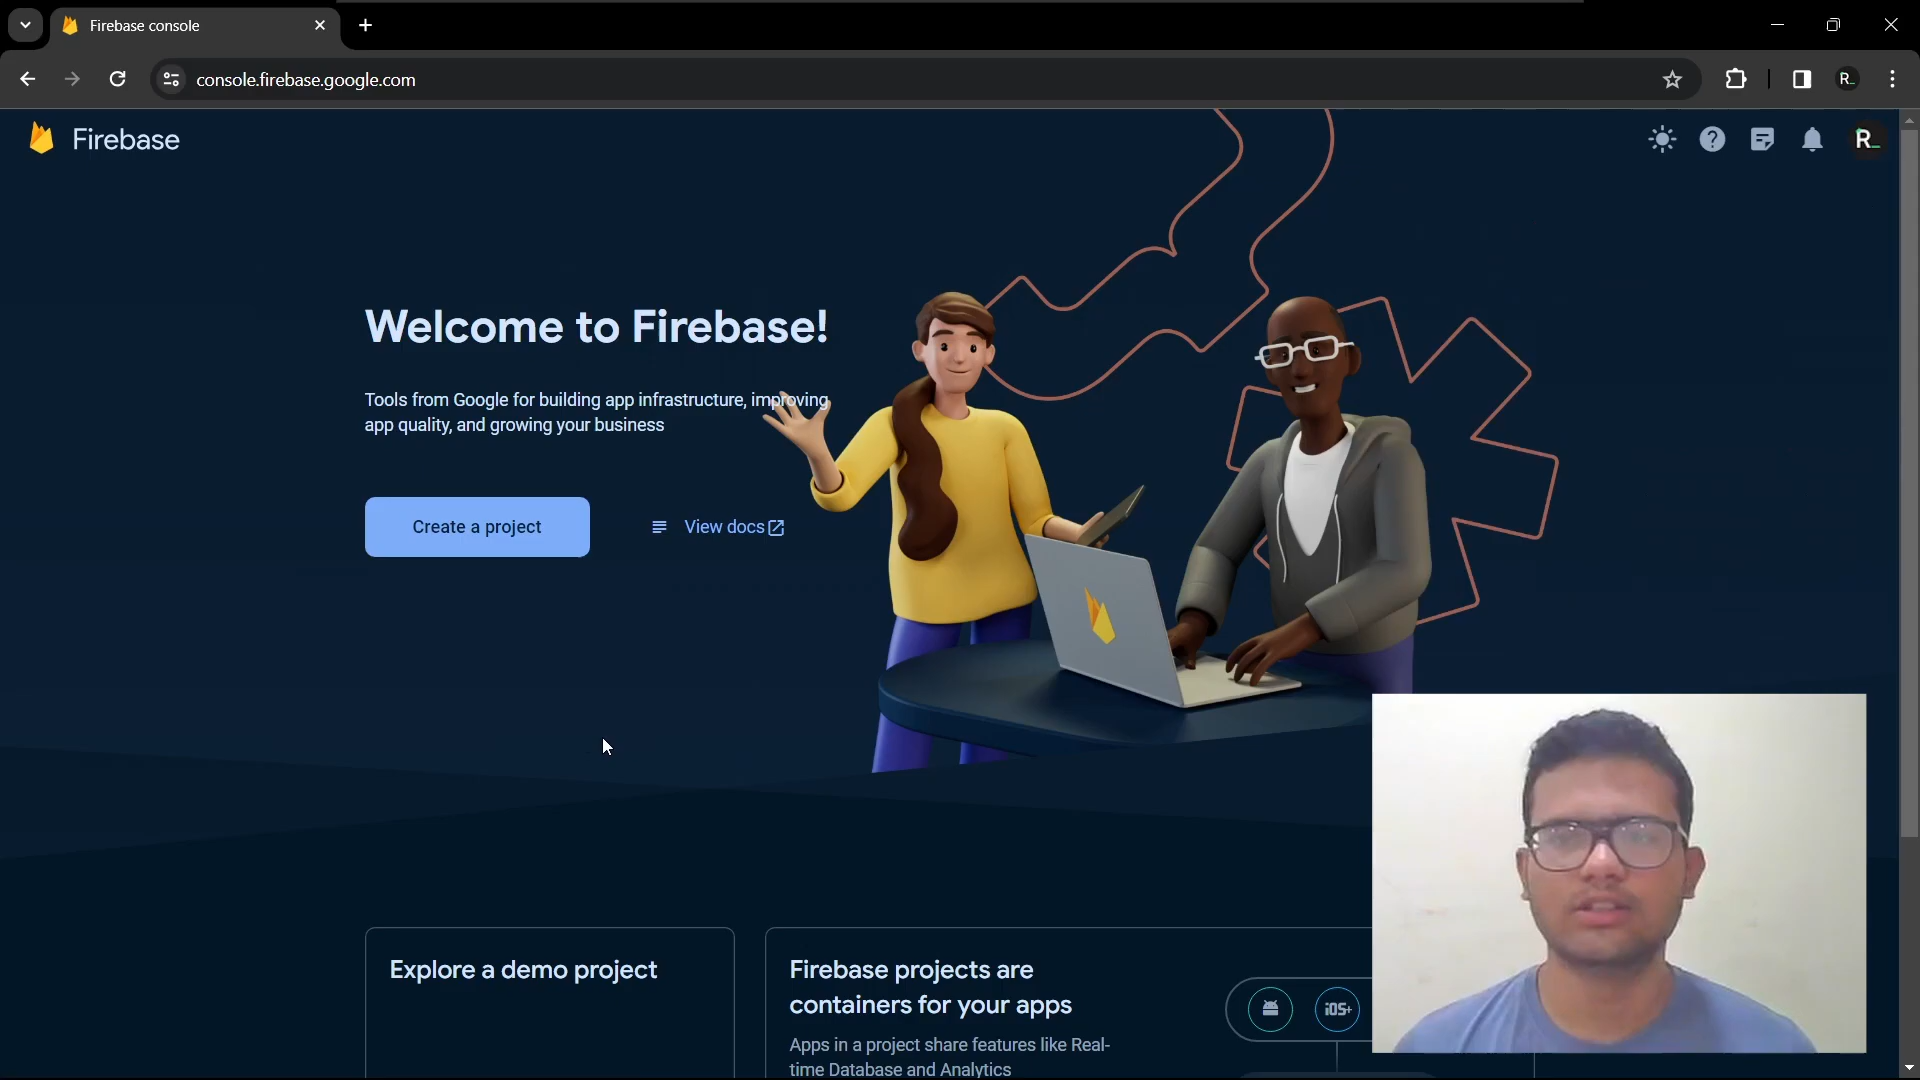 Firebase console
console.firebase.google.com
R_
Firebase
R_
Welcome to Firebase!
Tools from Google for building app infrastructure, improving
app quality, and growing your business
Create a project
View docs
Explore a demo project
Firebase projects are
containers for your apps
iOS+
Apps in a project share features like Real-
time Database and Analytics